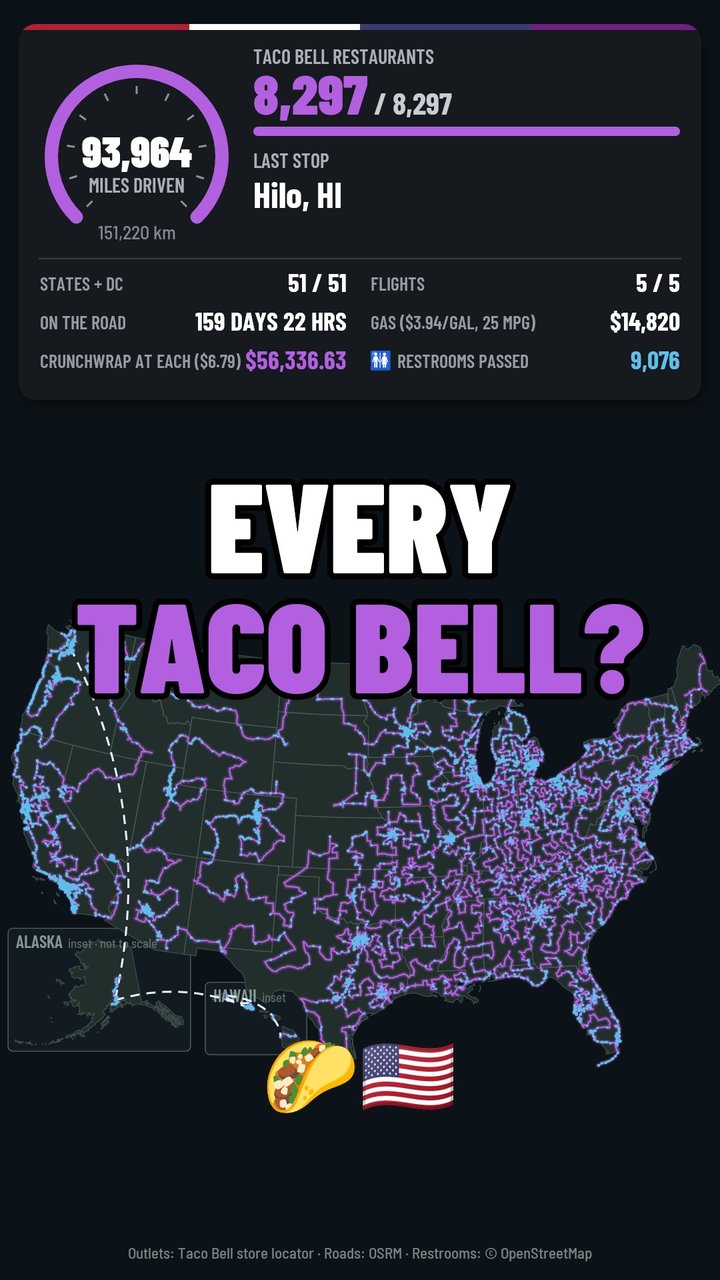 TACO BELL RESTAURANTS
8,297 / 8,297
93,964
MILES DRIVEN
151,220 km
LAST STOP
Hilo, HI
STATES + DC 51 / 51
FLIGHTS 5 / 5
ON THE ROAD 159 DAYS 22 HRS
GAS ($3.94/GAL, 25 MPG) $14,820
CRUNCHWRAP AT EACH ($6.79) $56,336.63
🚻 RESTROOMS PASSED 9,076
EVERY
TACO BELL?
ALASKA inset · not to scale
HAWAII inset
Outlets: Taco Bell store locator · Roads: OSRM · Restrooms: © OpenStreetMap